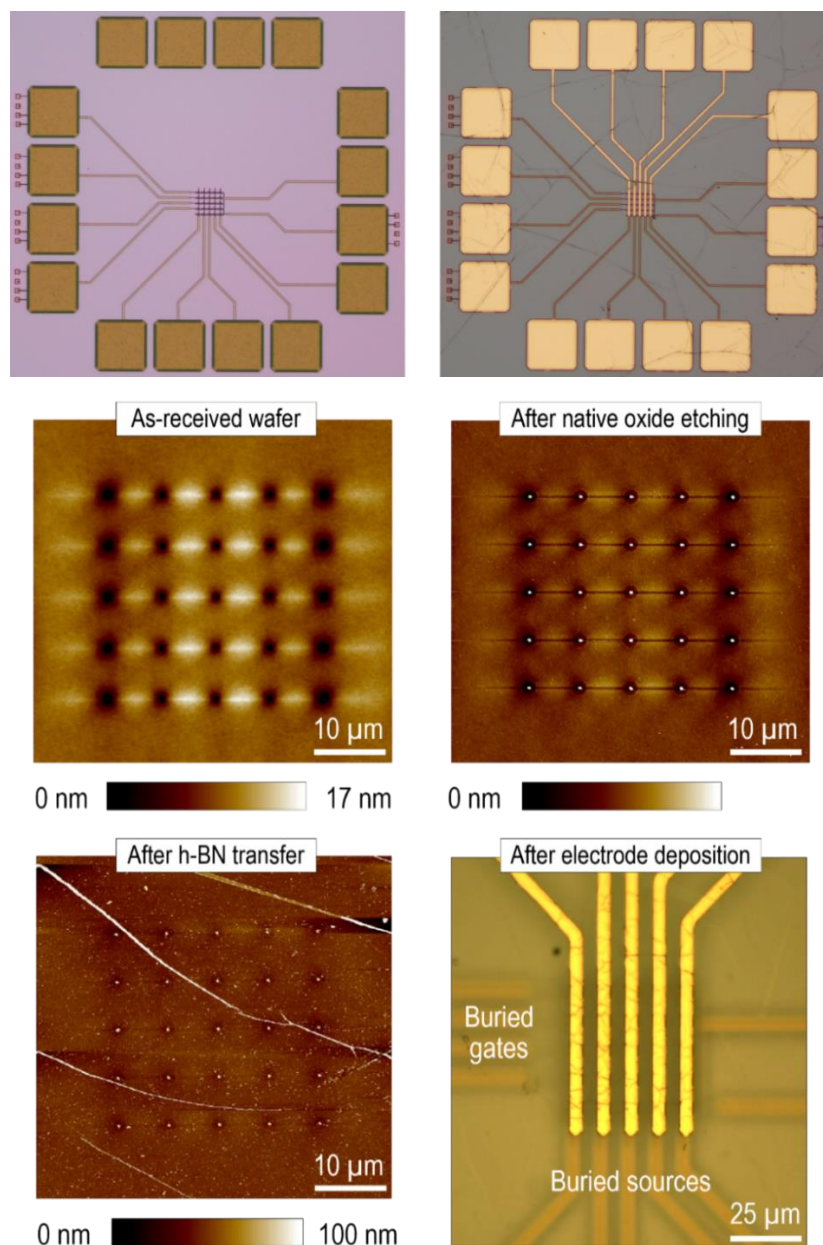 As-received wafer
After native oxide etching
10 µm
10 µm
0 nm
17 nm
0 nm
After h-BN transfer
After electrode deposition
Buried
gates
10 µm
Buried sources
25 µm
0 nm
100 nm